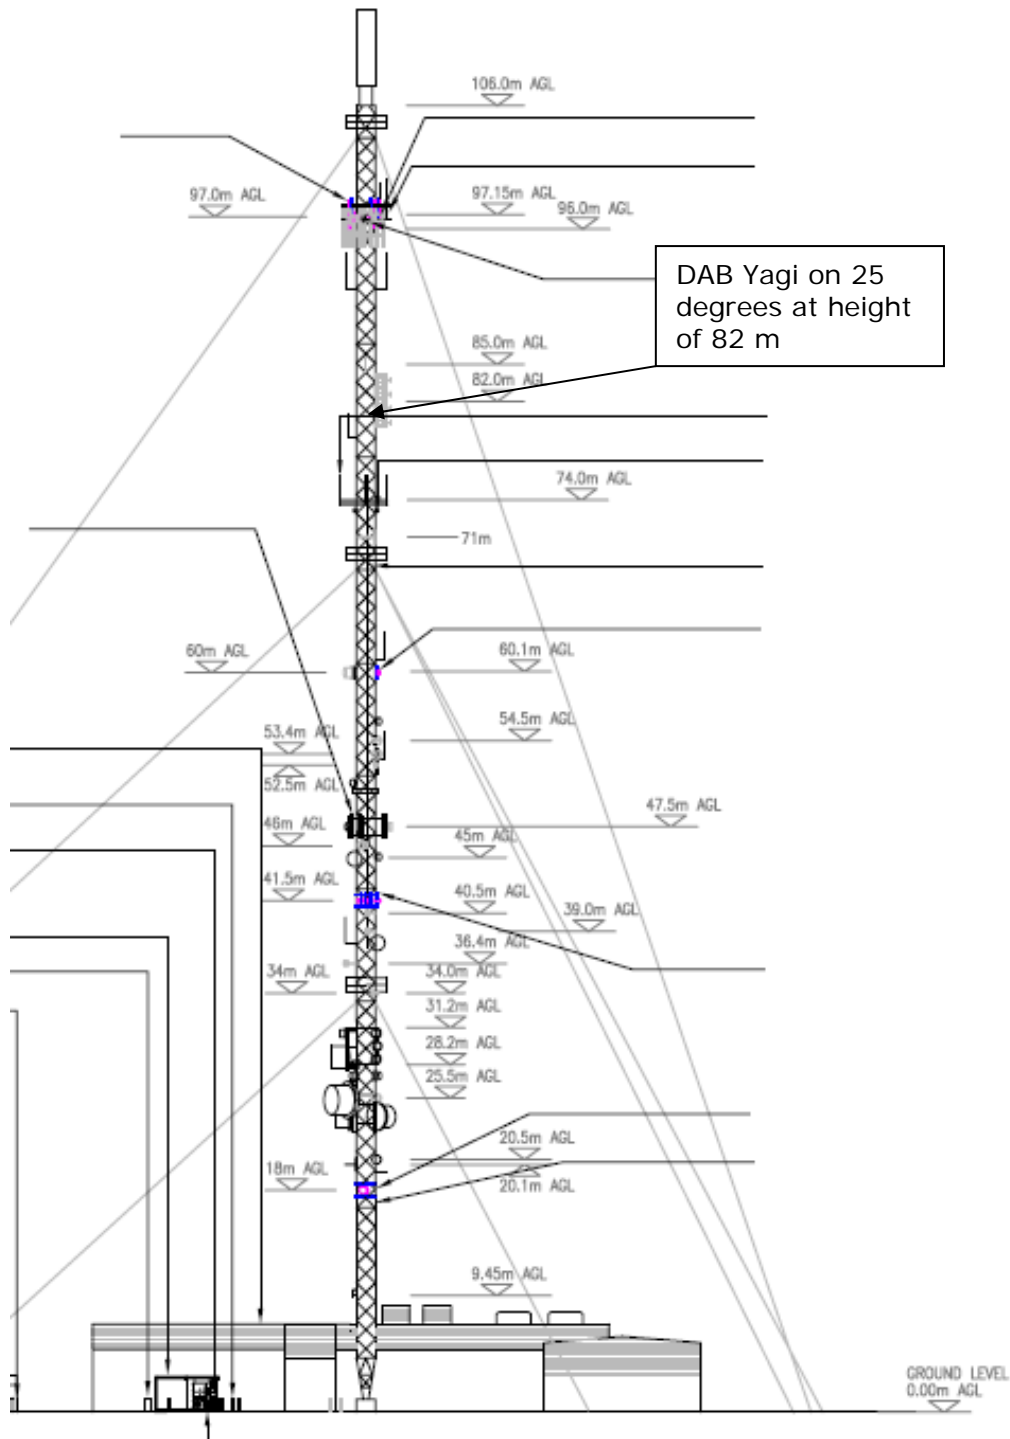 106.0m AGL
97.0m AGL
97.15m AGL
96.0m AGL
DAB Yagi on 25
degrees at height
of 82 m
85.0m AGL
82.0m AGL
74.0m AGL
71m
60m AGL
60.1m AGL
54.5m AGL
53.4m AGL
52.5m AGL
47.5m AGL
46m AGL
45m AGL
41.5m AGL
40.5m AGL
39.0m AGL
36.4m AGL
34m AGL
34.0m AGL
31.2m AGL
28.2m AGL
25.5m AGL
20.5m AGL
18m AGL
20.1m AGL
9.45m AGL
GROUND LEVEL
0.00m AGL